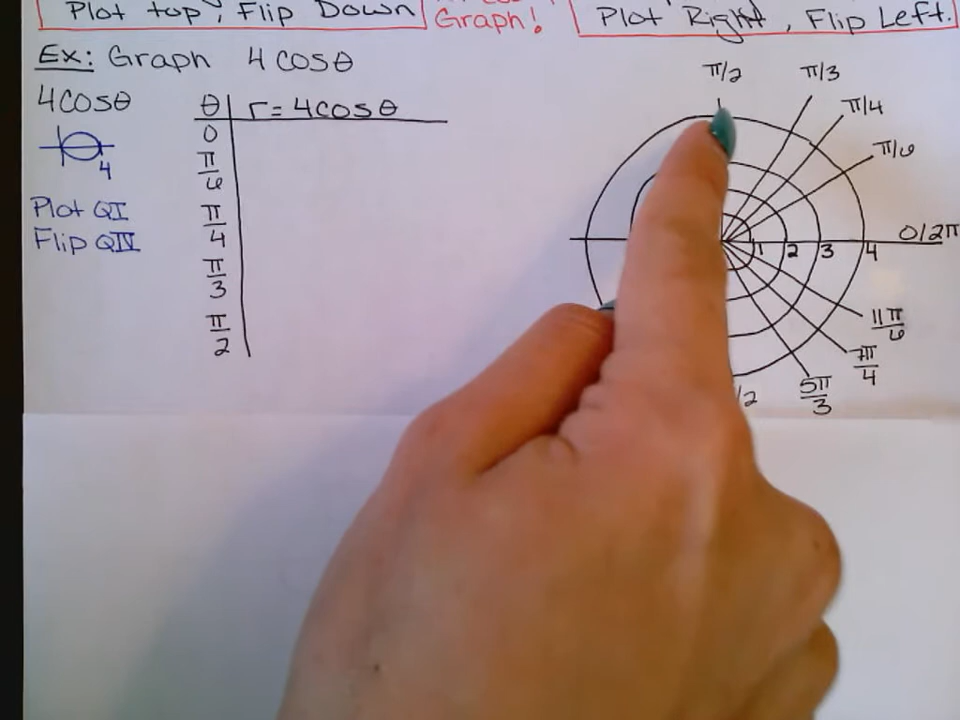 Plot top, Flip Down
Graph!
Plot Right, Flip Left.
Ex: Graph 4cosθ
4cosθ
4
Plot QI
Flip QIV
θ r = 4cosθ
0
π/6
π/4
π/3
π/2
π/2
π/3
π/4
π/6
0/2π
1 2 3 4
11π/6
7π/4
5π/3
/2